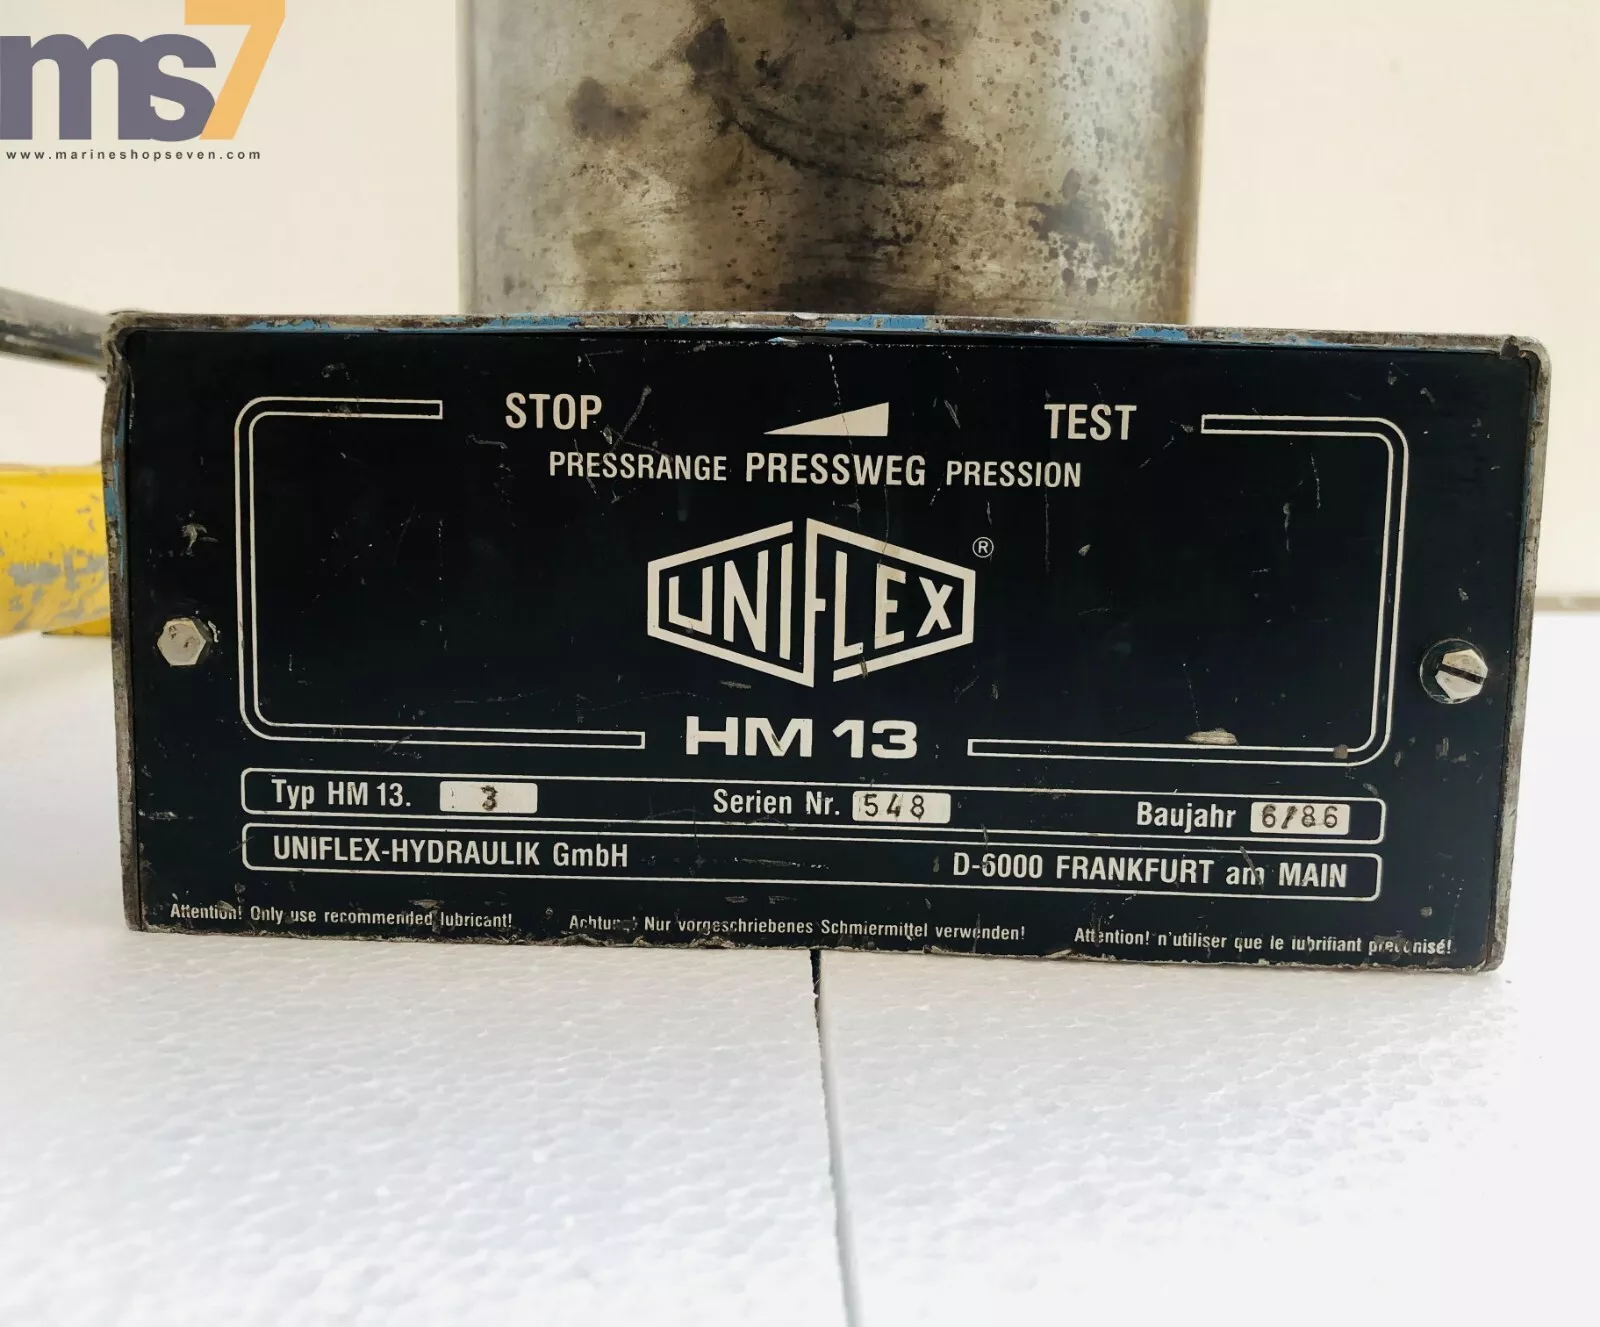 ms7
www.marineshopseven.com
STOP TEST
PRESSRANGE PRESSWEG PRESSION
UNIFLEX ®
HM 13
Typ HM 13. 3 Serien Nr. 548 Baujahr 6/86
UNIFLEX-HYDRAULIK GmbH D-6000 FRANKFURT am MAIN
Attention! Only use recommended lubricant! Achtung! Nur vorgeschriebenes Schmiermittel verwenden! Attention! n'utiliser que le lubrifiant préconisé!